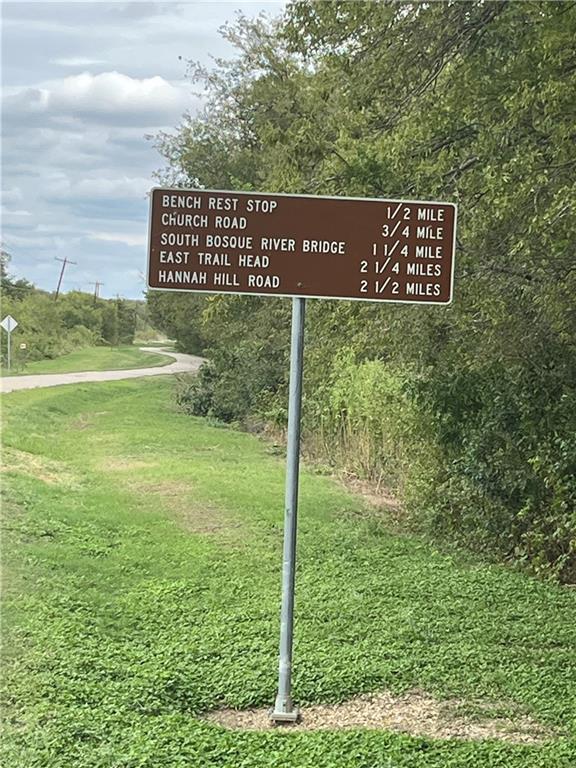 BENCH REST STOP 1/2 MILE
CHURCH ROAD 3/4 MILE
SOUTH BOSQUE RIVER BRIDGE 1 1/4 MILE
EAST TRAIL HEAD 2 1/4 MILES
HANNAH HILL ROAD 2 1/2 MILES